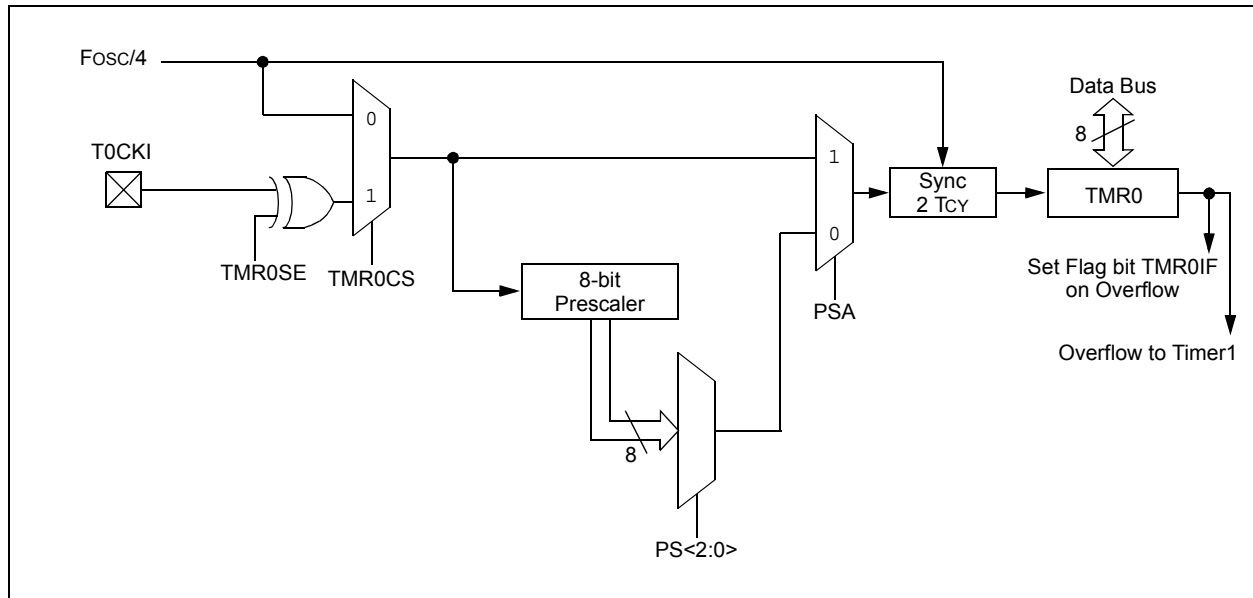 FOSC/4
Data Bus
8
T0CKI
0
1
1
0
Sync
2 TCY
TMR0
TMR0SE
TMR0CS
8-bit
Prescaler
PSA
Set Flag bit TMR0IF
on Overflow
Overflow to Timer1
8
PS<2:0>